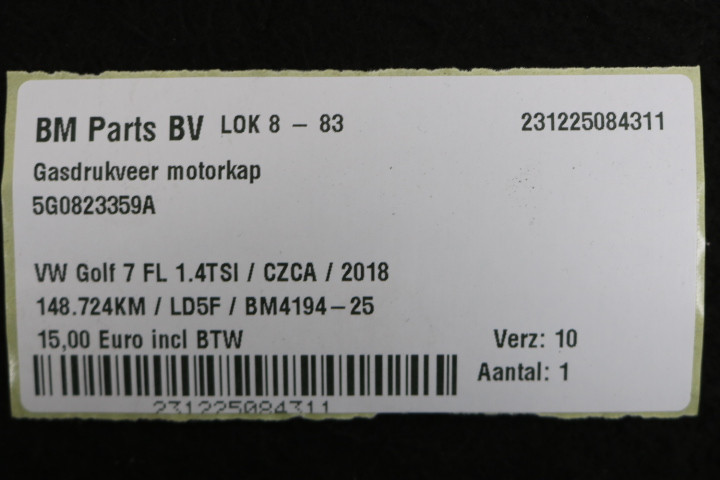 BM Parts BV LOK 8 – 83 231225084311
Gasdrukveer motorkap
5G0823359A
VW Golf 7 FL 1.4TSI / CZCA / 2018
148.724KM / LD5F / BM4194–25
15,00 Euro incl BTW Verz: 10
Aantal: 1
231225084311